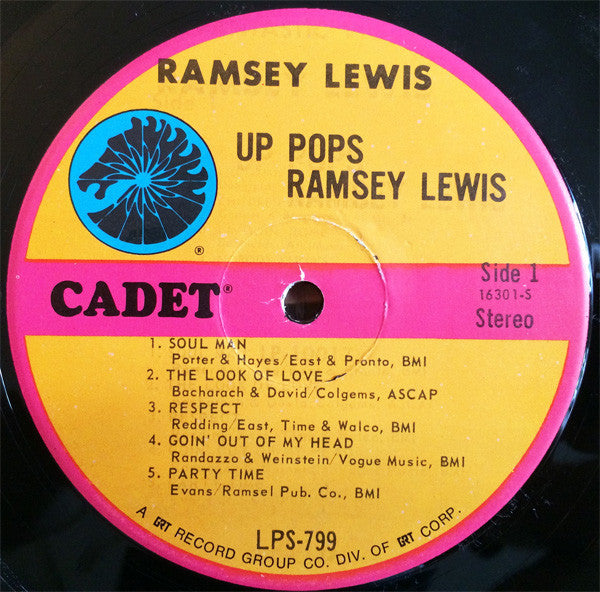 RAMSEY LEWIS
UP POPS
RAMSEY LEWIS
®
CADET®
Side 1
16301-S
Stereo
1. SOUL MAN
Porter & Hayes/East & Pronto, BMI
2. THE LOOK OF LOVE
Bacharach & David/Colgems, ASCAP
3. RESPECT
Redding/East, Time & Walco, BMI
4. GOIN' OUT OF MY HEAD
Randazzo & Weinstein/Vogue Music, BMI
5. PARTY TIME
Evans/Ramsel Pub. Co., BMI
LPS-799
A GRT RECORD GROUP CO. DIV. OF GRT CORP.